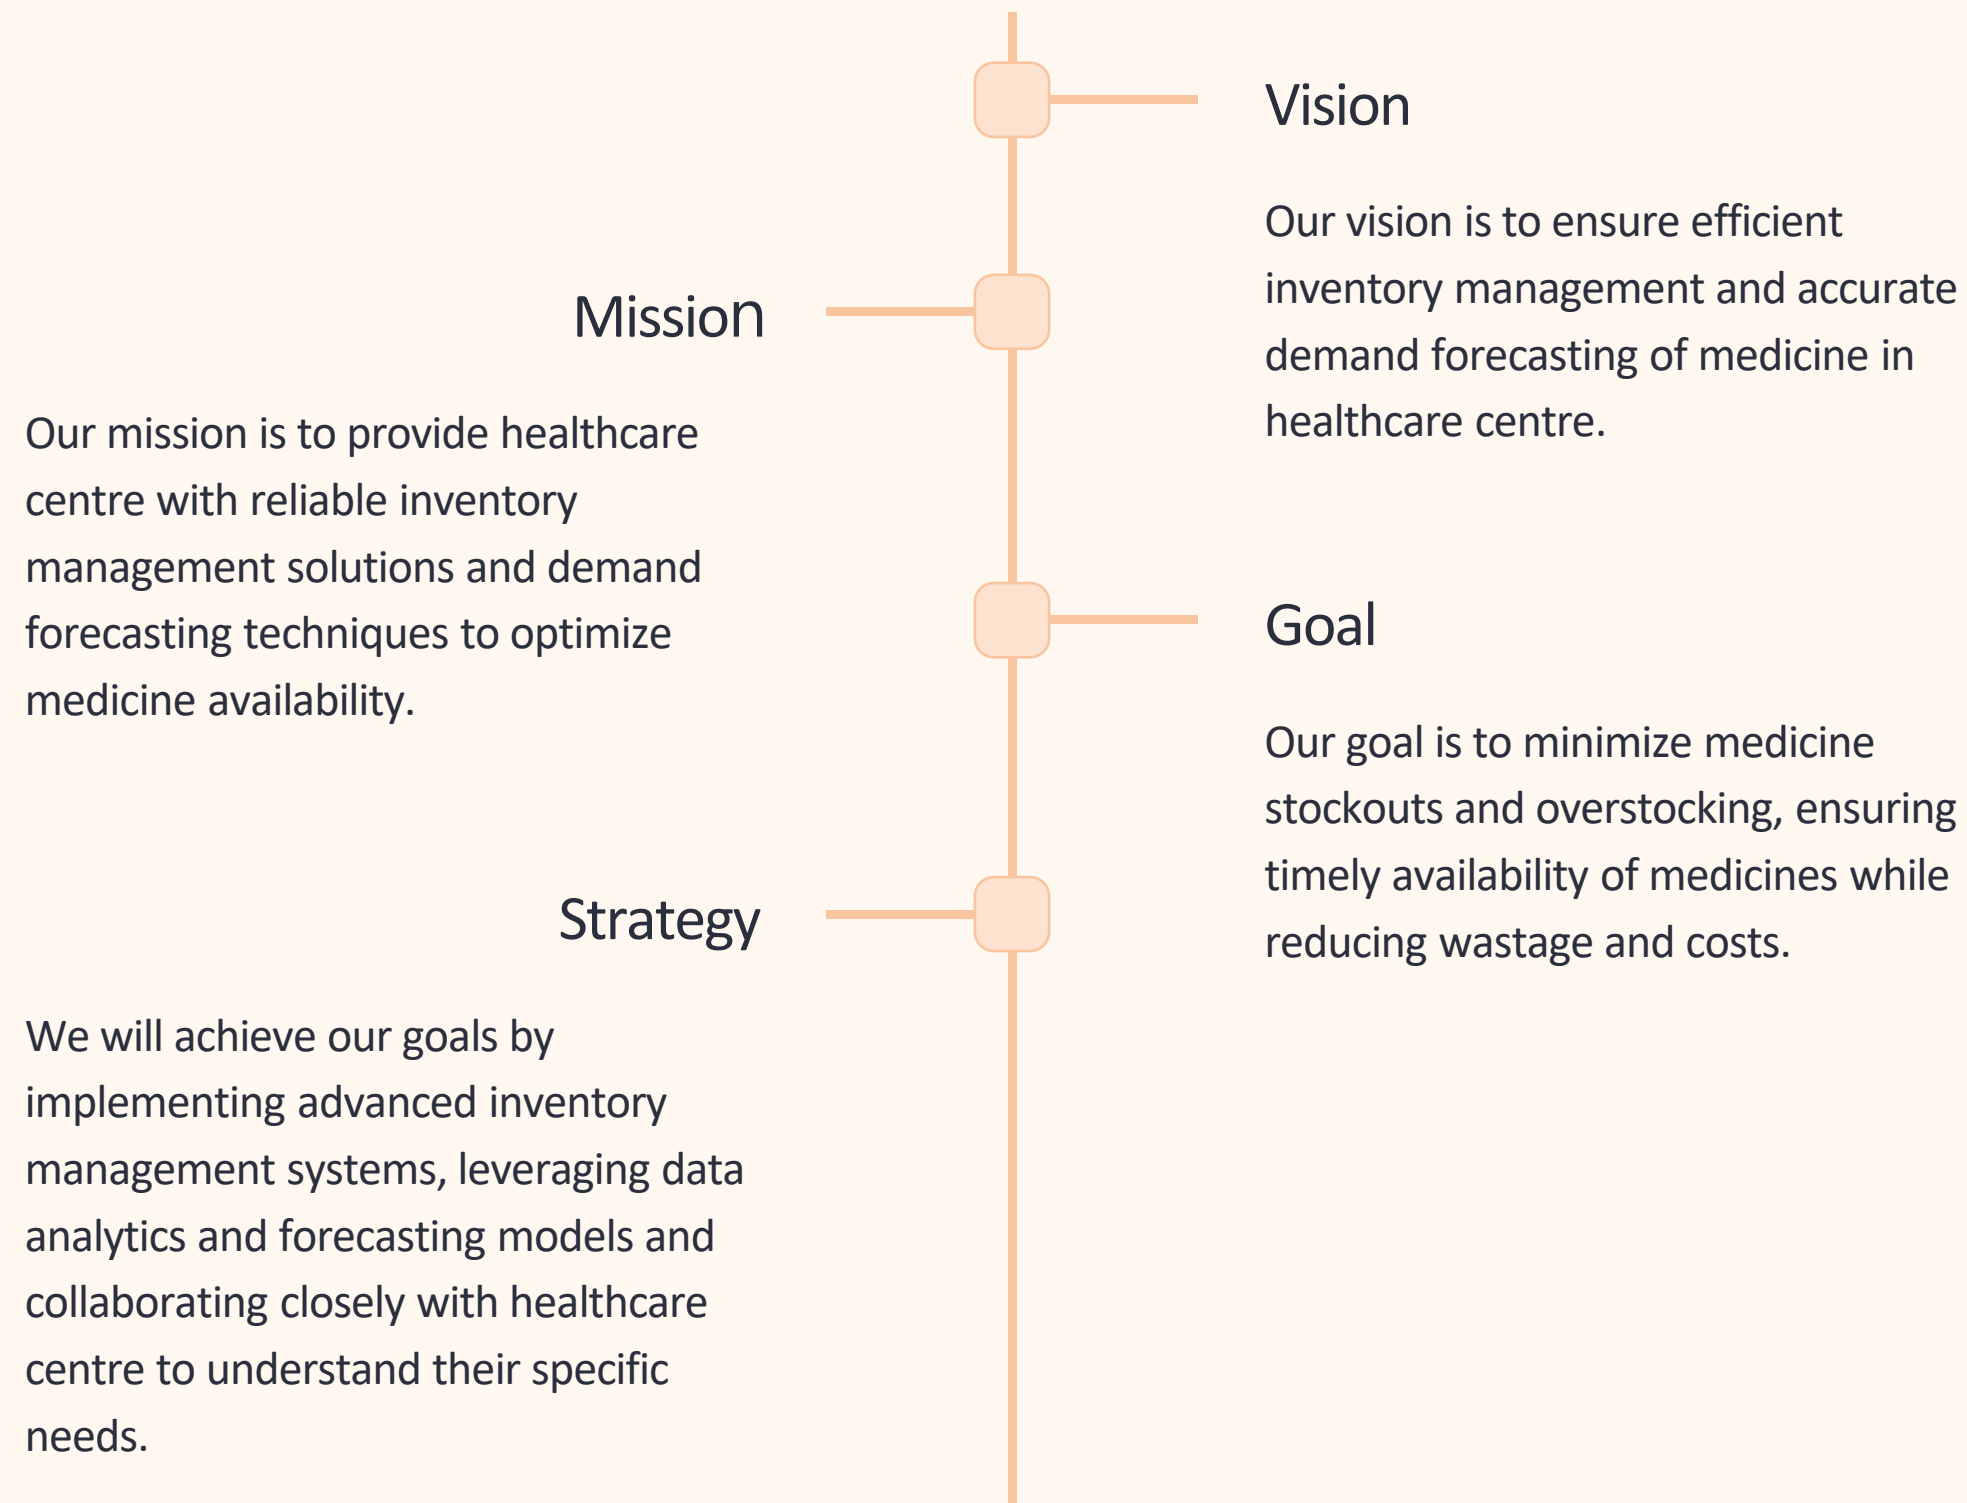 Vision
Our vision is to ensure efficient
inventory management and accurate
demand forecasting of medicine in
healthcare centre.
Mission
Our mission is to provide healthcare
centre with reliable inventory
management solutions and demand
forecasting techniques to optimize
medicine availability.
Goal
Our goal is to minimize medicine
stockouts and overstocking, ensuring
timely availability of medicines while
reducing wastage and costs.
Strategy
We will achieve our goals by
implementing advanced inventory
management systems, leveraging data
analytics and forecasting models and
collaborating closely with healthcare
centre to understand their specific
needs.